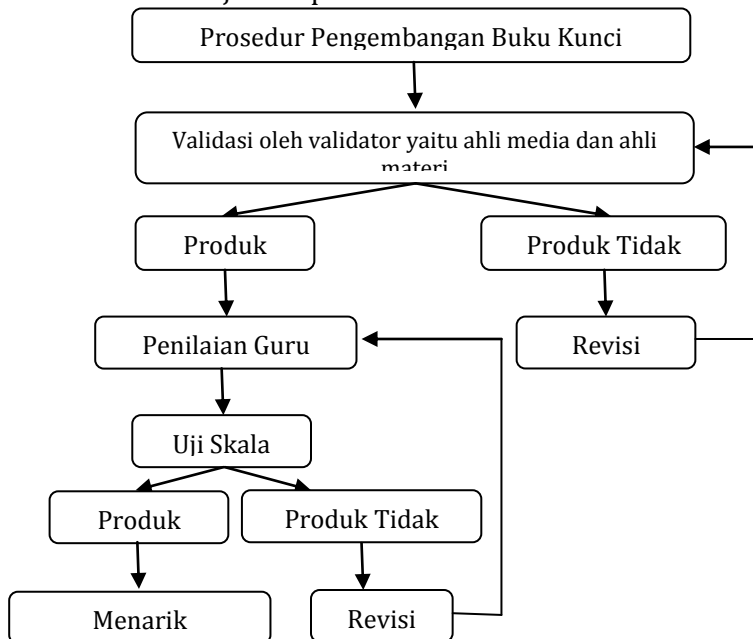 Prosedur Pengembangan Buku Kunci
Validasi oleh validator yaitu ahli media dan ahli
materi
Produk
Produk Tidak
Penilaian Guru
Revisi
Uji Skala
Produk
Produk Tidak
Menarik
Revisi